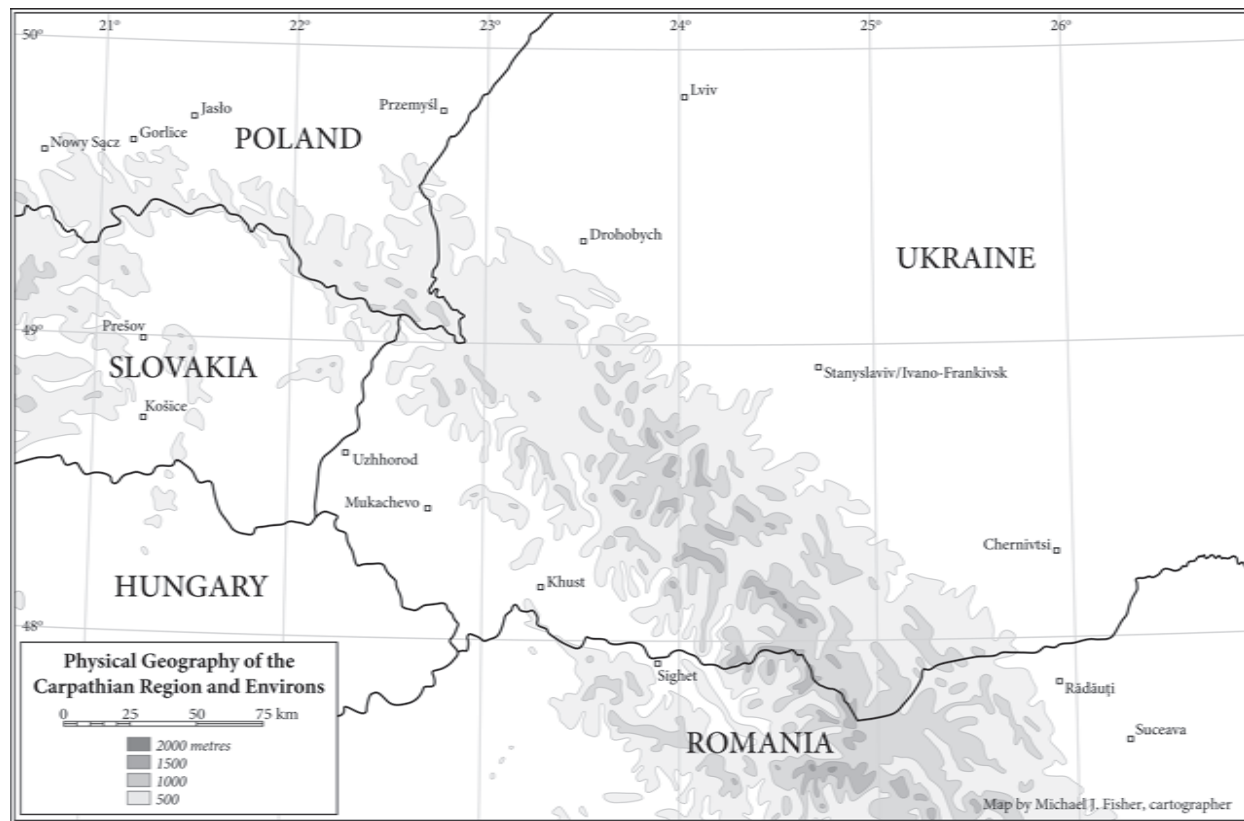 21° 22° 23° 24° 25° 26°
50°
Lviv
Jasło
Przemyśl
Gorlice
POLAND
Nowy Sącz
Drohobych
UKRAINE
49°
Prešov
SLOVAKIA
Stanyslaviv/Ivano-Frankivsk
Košice
Uzhhorod
Mukachevo
Chernivtsi
HUNGARY
Khust
48°
Physical Geography of the
Carpathian Region and Environs
0 25 50 75 km
2000 metres
1500
1000
500
Sighet
Rădăuţi
ROMANIA
Suceava
Map by Michael J. Fisher, cartographer